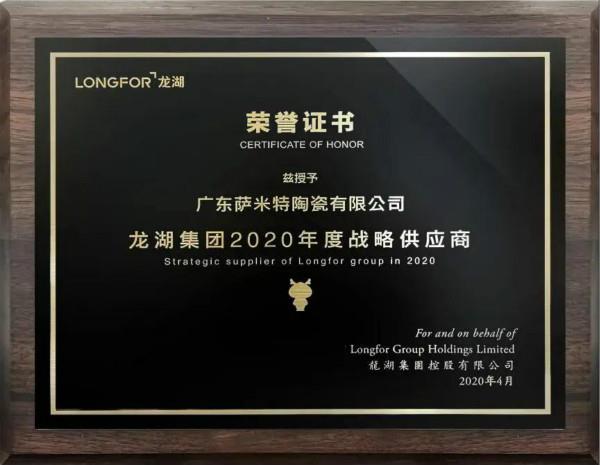 LONGFOR 龙湖
荣誉证书
CERTIFICATE OF HONOR
兹授予
广东萨米特陶瓷有限公司
龙湖集团2020年度战略供应商
Strategic supplier of Longfor group in 2020
For and on behalf of
Longfor Group Holdings Limited
龍湖集團控股有限公司
2020年4月